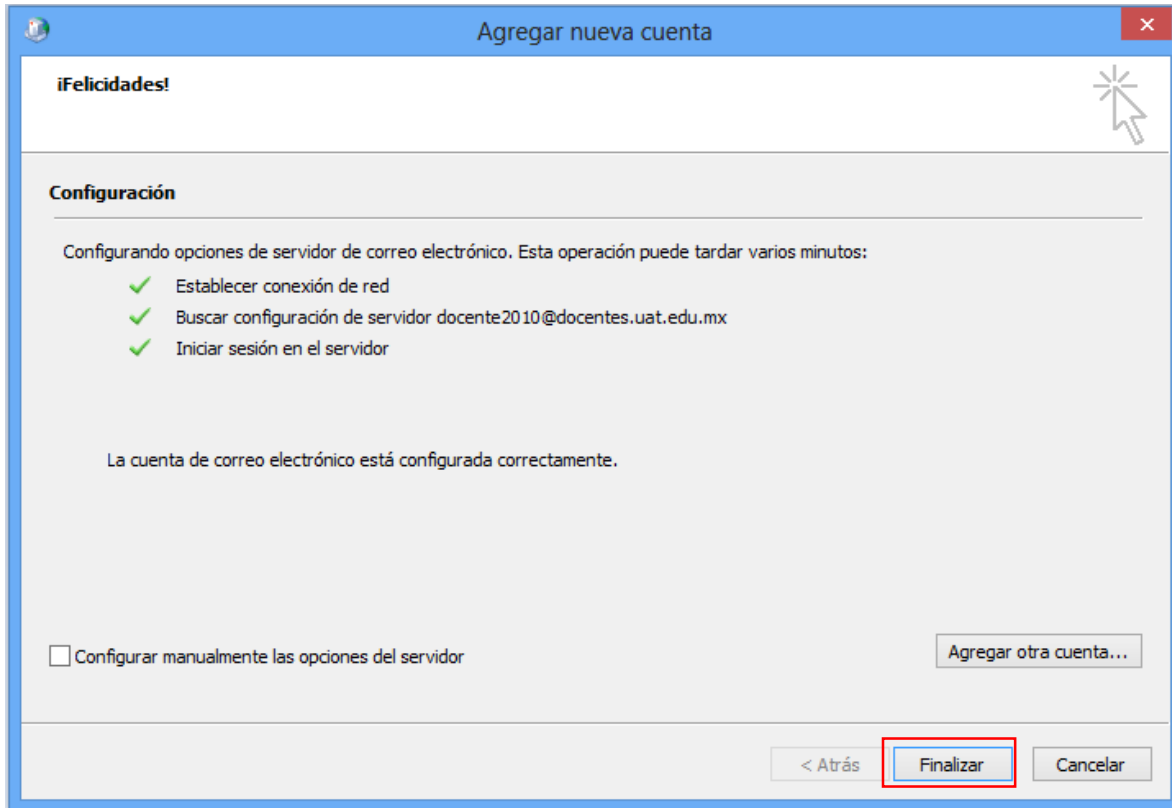 Agregar nueva cuenta
¡Felicidades!
Configuración
Configurando opciones de servidor de correo electrónico. Esta operación puede tardar varios minutos:
Establecer conexión de red
Buscar configuración de servidor docente2010@docentes.uat.edu.mx
Iniciar sesión en el servidor
La cuenta de correo electrónico está configurada correctamente.
Configurar manualmente las opciones del servidor
Agregar otra cuenta...
< Atrás
Finalizar
Cancelar